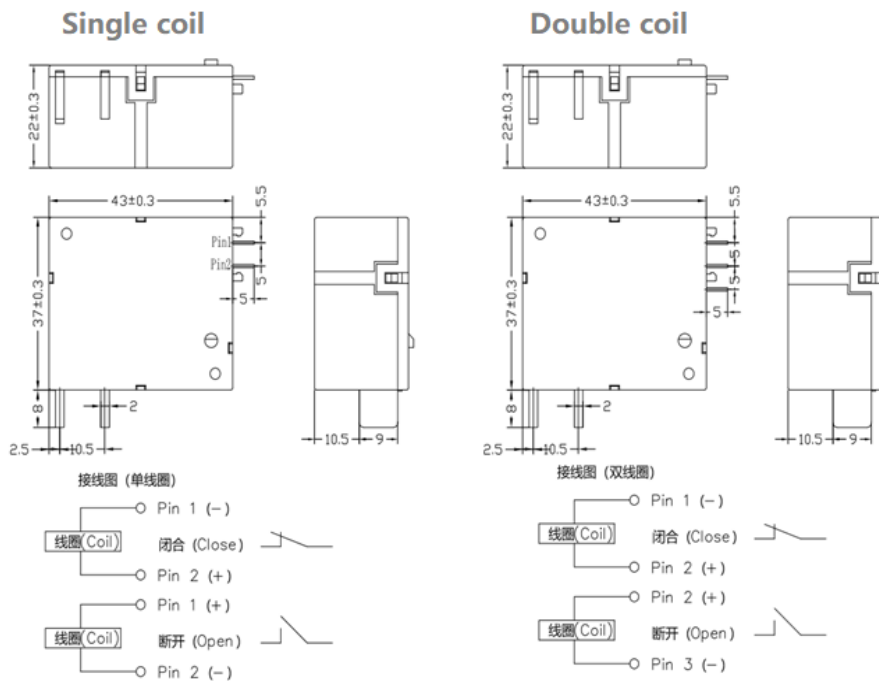 Single coil
Double coil
22±0.3
22±0.3
43±0.3
5.5
Pin1
Pin2
5
5
37±0.3
8
2
2.5
10.5
10.5
9
43±0.3
5.5
5
5
5
37±0.3
8
2
2.5
10.5
10.5
9
接线图 (单线圈)
Pin 1 (−)
线圈(Coil)
闭合 (Close)
Pin 2 (+)
Pin 1 (+)
线圈(Coil)
断开 (Open)
Pin 2 (−)
接线图 (双线圈)
Pin 1 (−)
线圈(Coil)
闭合 (Close)
Pin 2 (+)
Pin 2 (+)
线圈(Coil)
断开 (Open)
Pin 3 (−)